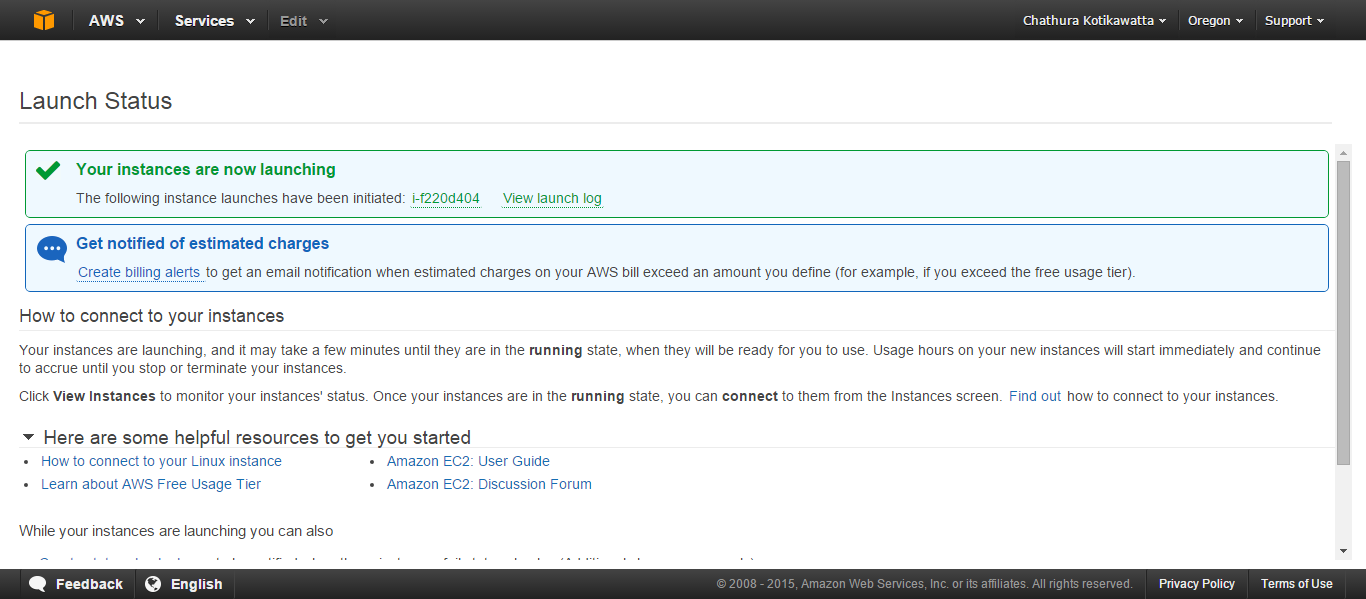 AWS Services Edit Chathura Kotikawatta Oregon Support
Launch Status
Your instances are now launching
The following instance launches have been initiated: i-f220d404 View launch log
Get notified of estimated charges
Create billing alerts to get an email notification when estimated charges on your AWS bill exceed an amount you define (for example, if you exceed the free usage tier).
How to connect to your instances
Your instances are launching, and it may take a few minutes until they are in the running state, when they will be ready for you to use. Usage hours on your new instances will start immediately and continue
to accrue until you stop or terminate your instances.
Click View Instances to monitor your instances' status. Once your instances are in the running state, you can connect to them from the Instances screen. Find out how to connect to your instances.
Here are some helpful resources to get you started
• How to connect to your Linux instance • Amazon EC2: User Guide
• Learn about AWS Free Usage Tier • Amazon EC2: Discussion Forum
While your instances are launching you can also
Feedback English © 2008 - 2015, Amazon Web Services, Inc. or its affiliates. All rights reserved. Privacy Policy Terms of Use